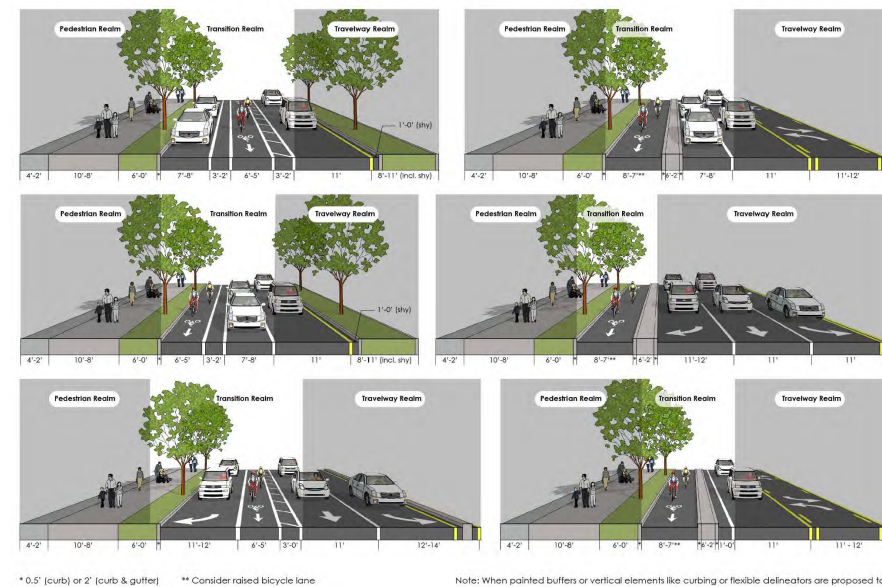 Pedestrian Realm Transition Realm Travelway Realm
1'-0' (shy)
4'-2' 10'-8' 6'-0' * 7'-8' 3'-2' 6'-5' 3'-2' 11' 8'-11' (incl. shy)
Pedestrian Realm Transition Realm Travelway Realm
4'-2' 10'-8' 6'-0' * 8'-7'** * 6'-2' * 7'-8' 11' 11'-12'
Pedestrian Realm Transition Realm Travelway Realm
1'-0' (shy)
4'-2' 10'-8' 6'-0' * 6'-5' 3'-2' 7'-8' 11' 8'-11' (incl. shy)
Pedestrian Realm Transition Realm Travelway Realm
4'-2' 10'-8' 6'-0' * 8'-7'** * 6'-2' * 11'-12' 11' 11'
Pedestrian Realm Transition Realm Travelway Realm
4'-2' 10'-8' 6'-0' * 11'-12' 6'-5' 3'-0' 11' 12'-14'
Pedestrian Realm Transition Realm Travelway Realm
4'-2' 10'-8' 6'-0' * 8'-7'** * 6'-2' * 1'-0' 11' 11' - 12'
* 0.5' (curb) or 2' (curb & gutter) ** Consider raised bicycle lane
Note: When painted buffers or vertical elements like curbing or flexible delineators are proposed